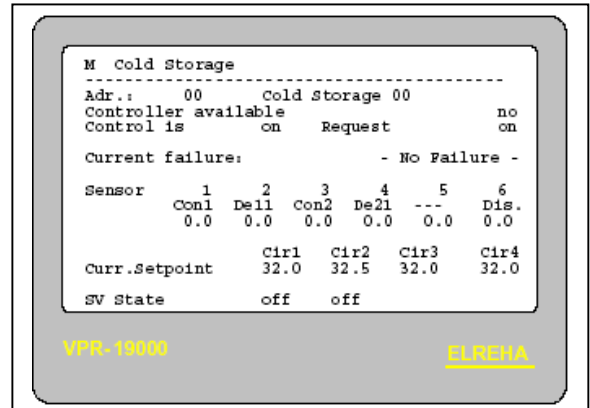 M Cold Storage
------------------------------------------------
Adr.: 00 Cold Storage 00
Controller available no
Control is on Request on
Current failure: - No Failure -
Sensor 1 2 3 4 5 6
Con1 De11 Con2 De21 --- Dis.
0.0 0.0 0.0 0.0 0.0 0.0
Cir1 Cir2 Cir3 Cir4
Curr.Setpoint 32.0 32.5 32.0 32.0
SV State off off
VPR-19000 ELREHA